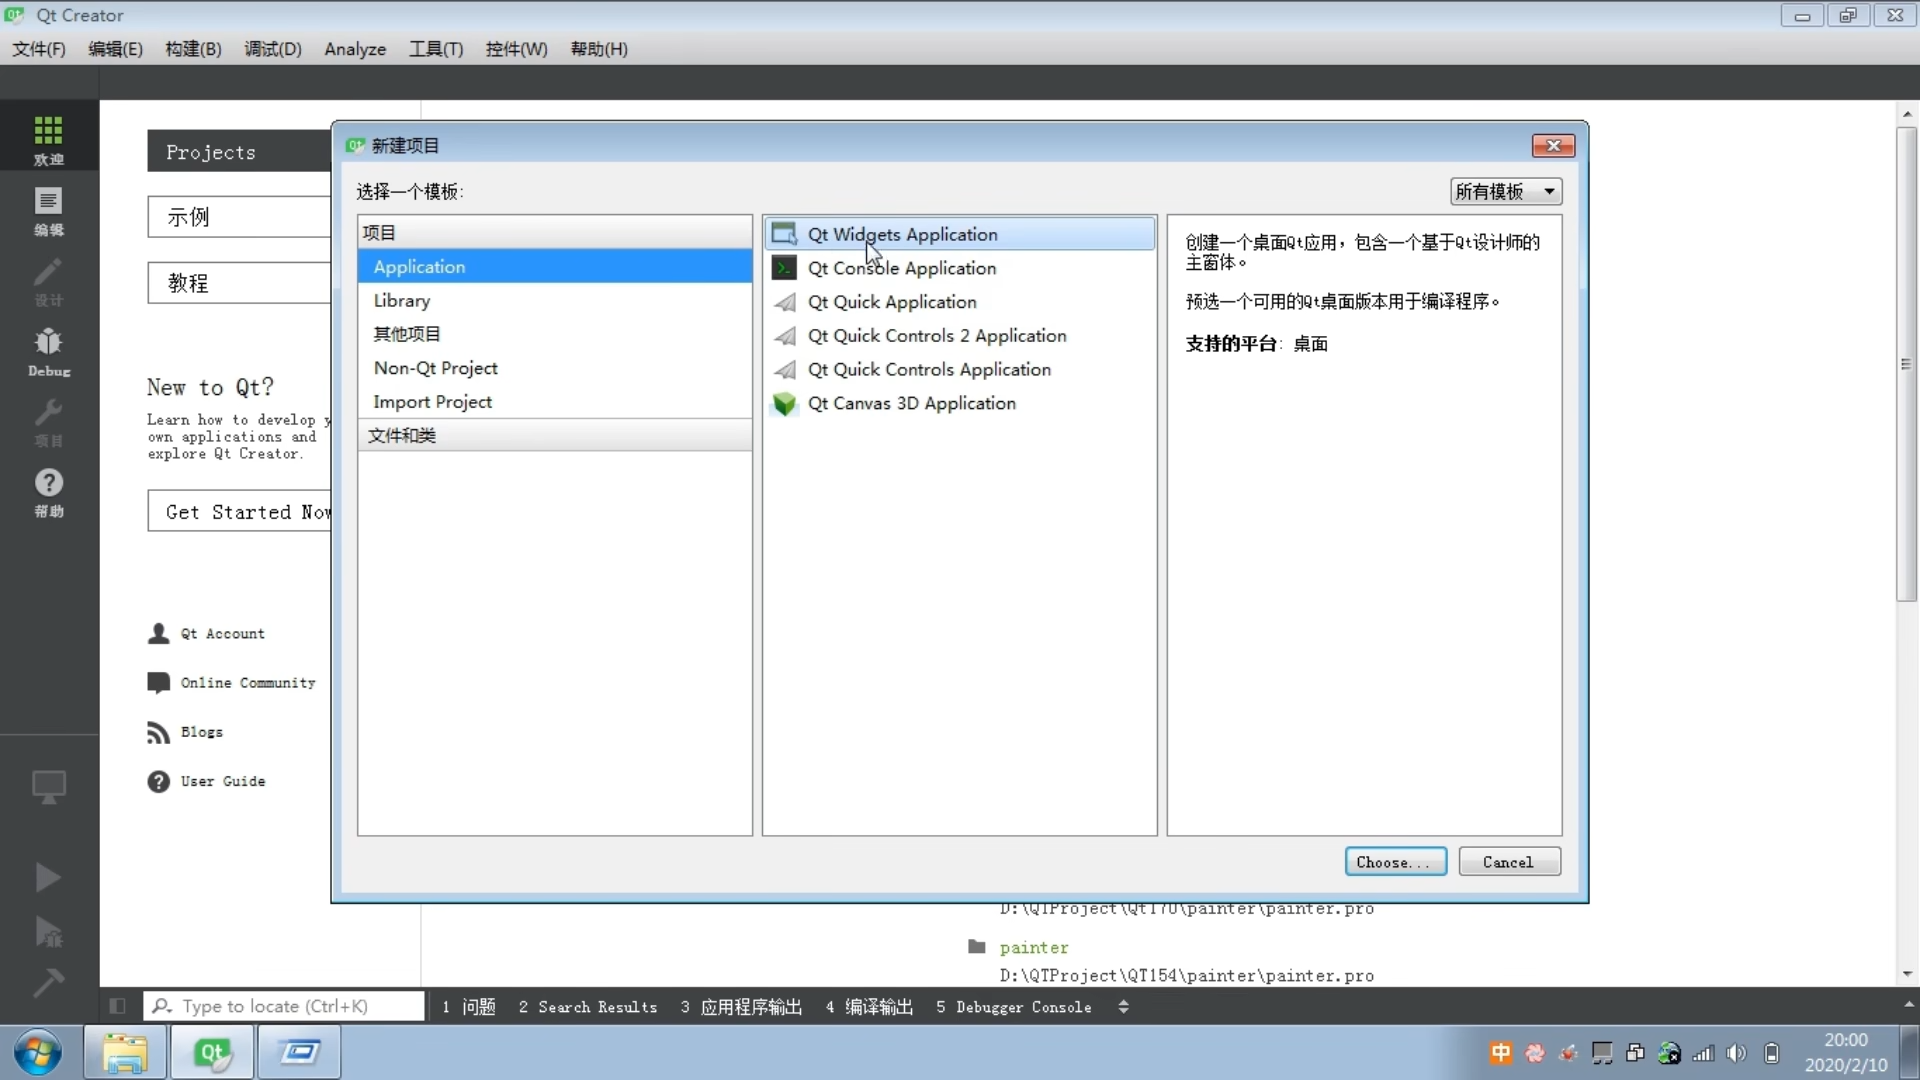 Qt Creator
文件(F) 编辑(E) 构建(B) 调试(D) Analyze 工具(T) 控件(W) 帮助(H)
欢迎
编辑
设计
Debug
项目
帮助
Projects
示例
教程
New to Qt?
Learn how to develop y
own applications and
explore Qt Creator.
Get Started Now
Qt Account
Online Community
Blogs
User Guide
新建项目
选择一个模板:
所有模板
项目
Application
Library
其他项目
Non-Qt Project
Import Project
文件和类
Qt Widgets Application
Qt Console Application
Qt Quick Application
Qt Quick Controls 2 Application
Qt Quick Controls Application
Qt Canvas 3D Application
创建一个桌面Qt应用，包含一个基于Qt设计师的
主窗体。
预选一个可用的Qt桌面版本用于编译程序。
支持的平台: 桌面
Choose... Cancel
D:\QTProject\QT170\painter\painter.pro
painter
D:\QTProject\QT154\painter\painter.pro
Type to locate (Ctrl+K) 1 问题 2 Search Results 3 应用程序输出 4 编译输出 5 Debugger Console
中
20:00
2020/2/10